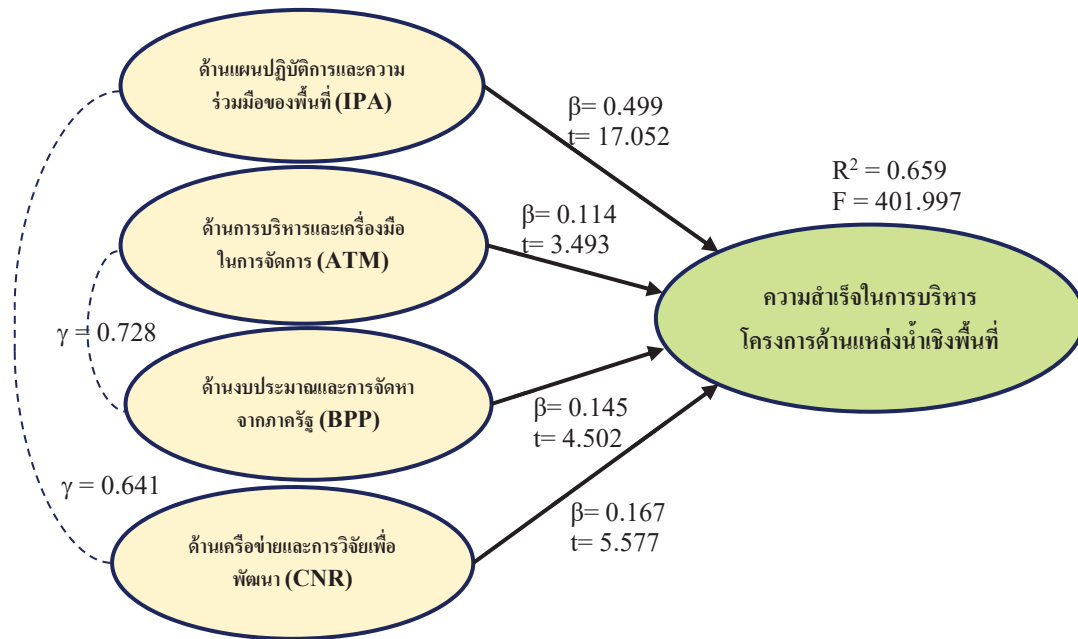 ด้านแผนปฏิบัติการและความ
ร่วมมือของพื้นที่ (IPA)
β= 0.499
t= 17.052
R² = 0.659
F = 401.997
ด้านการบริหารและเครื่องมือ
ในการจัดการ (ATM)
β= 0.114
t= 3.493
ความสำเร็จในการบริหาร
โครงการด้านแหล่งน้ำเชิงพื้นที่
γ = 0.728
ด้านงบประมาณและการจัดหา
จากภาครัฐ (BPP)
β= 0.145
t= 4.502
γ = 0.641
ด้านเครือข่ายและการวิจัยเพื่อ
พัฒนา (CNR)
β= 0.167
t= 5.577